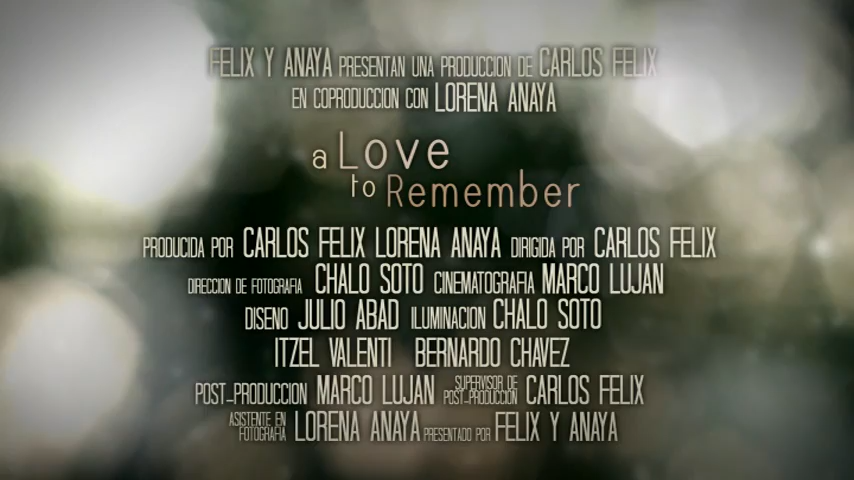 FELIX Y ANAYA PRESENTAN UNA PRODUCCION DE CARLOS FELIX
EN COPRODUCCION CON LORENA ANAYA
a Love
to Remember
PRODUCIDA POR CARLOS FELIX LORENA ANAYA DIRIGIDA POR CARLOS FELIX
DIRECCION DE FOTOGRAFIA CHALO SOTO CINEMATOGRAFIA MARCO LUJAN
DISENO JULIO ABAD ILUMINACION CHALO SOTO
ITZEL VALENTI BERNARDO CHAVEZ
POST-PRODUCCION MARCO LUJAN SUPERVISOR DE POST-PRODUCCION CARLOS FELIX
ASISTENTE EN FOTOGRAFIA LORENA ANAYA PRESENTADO POR FELIX Y ANAYA